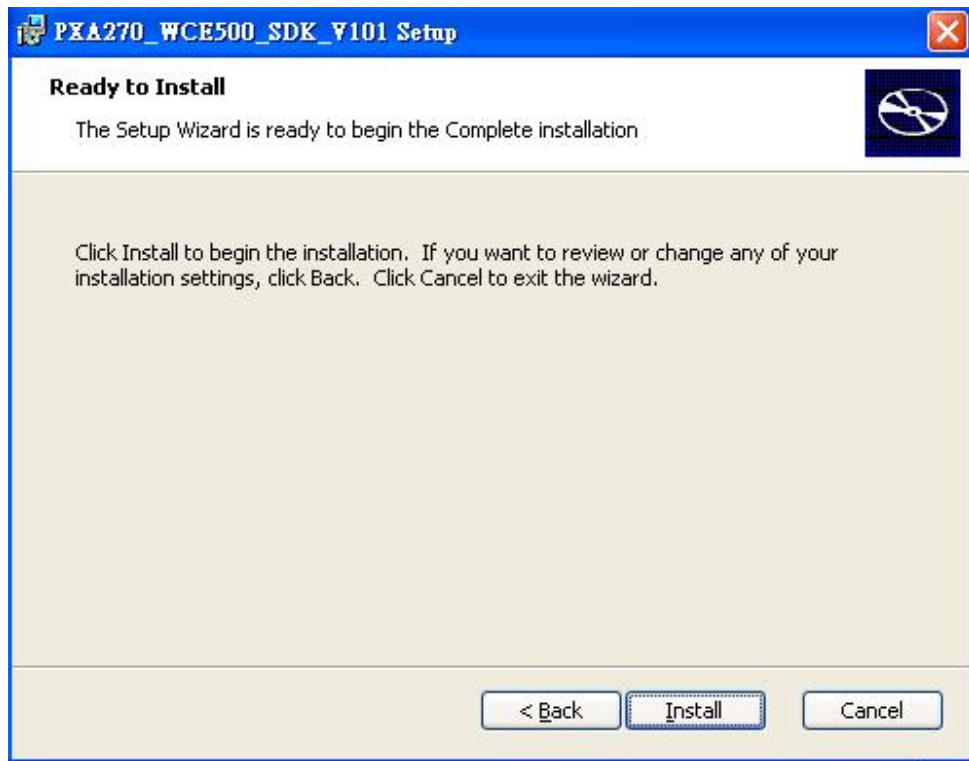 PXA270_WCE500_SDK_V101 Setup
Ready to Install
The Setup Wizard is ready to begin the Complete installation
Click Install to begin the installation.  If you want to review or change any of your
installation settings, click Back.  Click Cancel to exit the wizard.
< Back Install Cancel